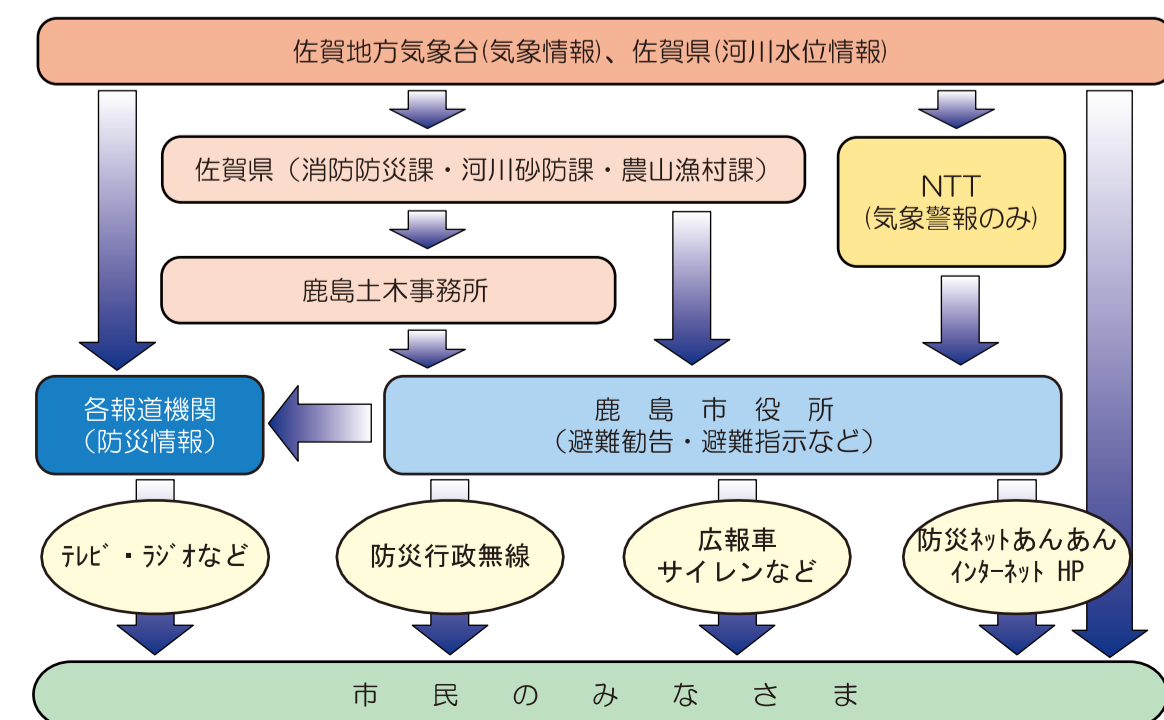 佐賀地方気象台(気象情報)、佐賀県(河川水位情報)
佐賀県（消防防災課・河川砂防課・農山漁村課）
NTT
(気象警報のみ)
鹿島土木事務所
各報道機関
（防災情報）
鹿島市役所
（避難勧告・避難指示など）
ﾃﾚﾋﾞ・ﾗｼﾞｵなど
防災行政無線
広報車
サイレンなど
防災ﾈｯﾄあんあん
ｲﾝﾀｰﾈｯﾄ HP
市民のみなさま